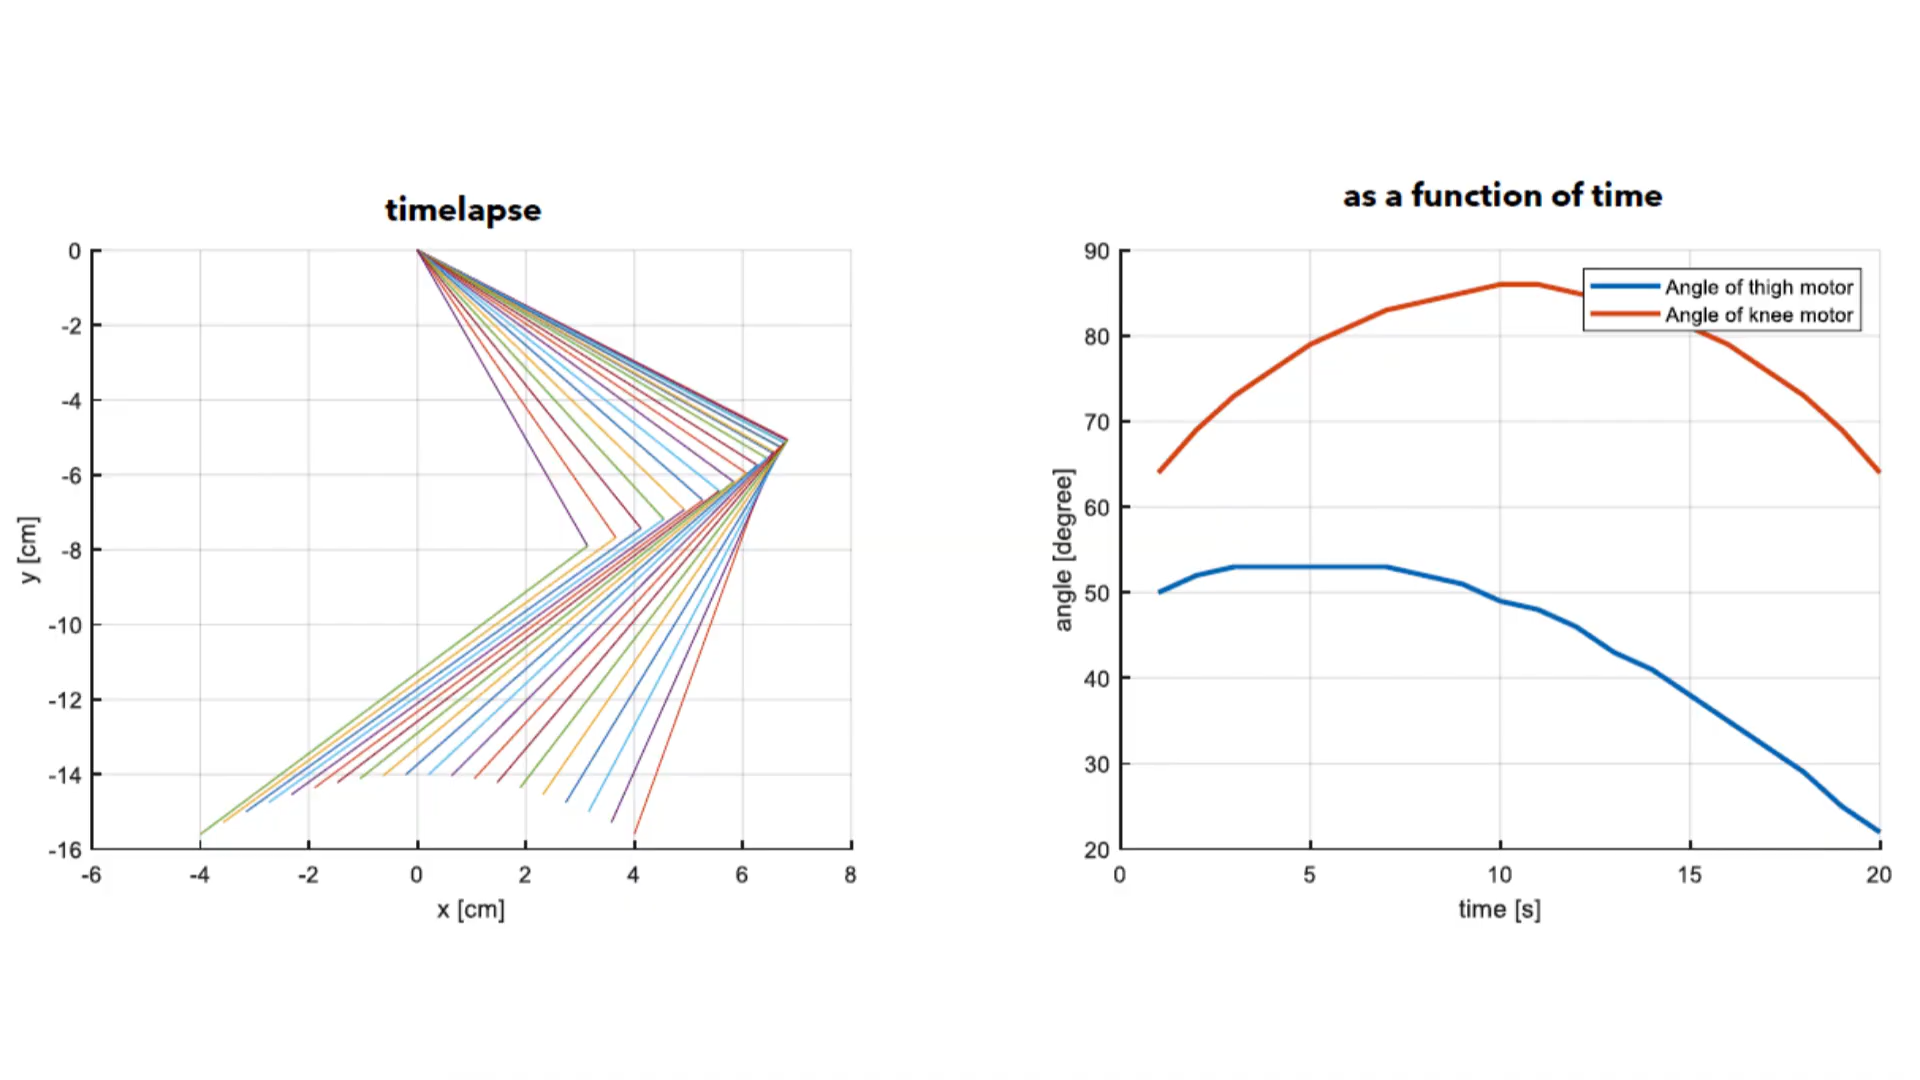 timelapse
0
-2
-4
-6
-8
-10
-12
-14
-16
y [cm]
-6 -4 -2 0 2 4 6 8
x [cm]
as a function of time
90
80
70
60
50
40
30
20
angle [degree]
Angle of thigh motor
Angle of knee motor
0 5 10 15 20
time [s]